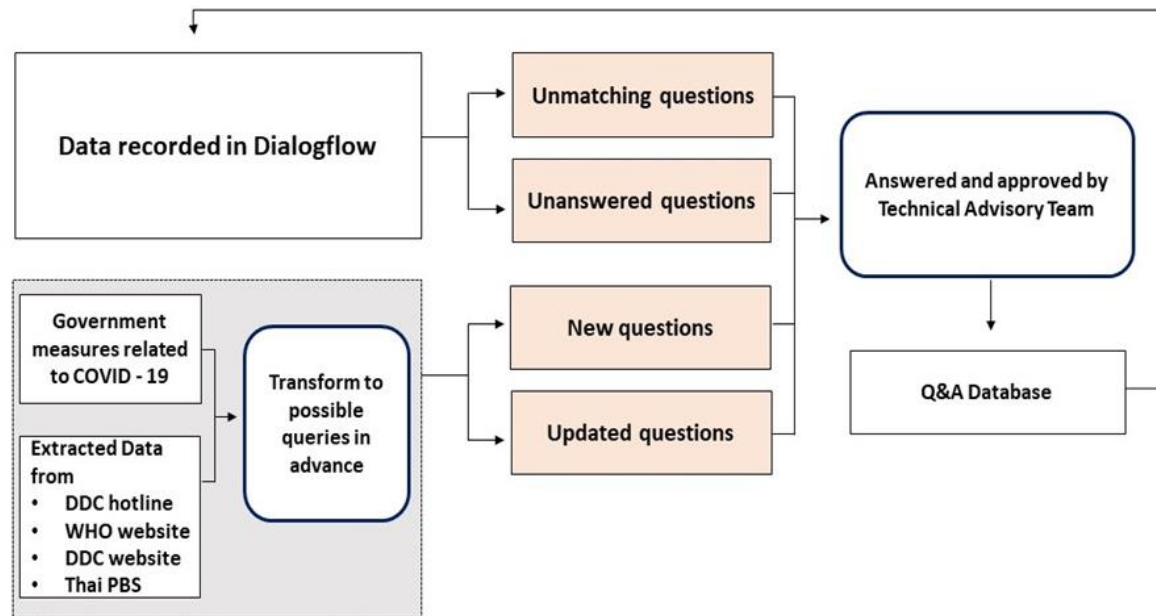 Data recorded in Dialogflow
Unmatching questions
Unanswered questions
Answered and approved by
Technical Advisory Team
Government
measures related
to COVID - 19
Transform to
possible
queries in
advance
New questions
Updated questions
Q&A Database
Extracted Data
from
• DDC hotline
• WHO website
• DDC website
• Thai PBS